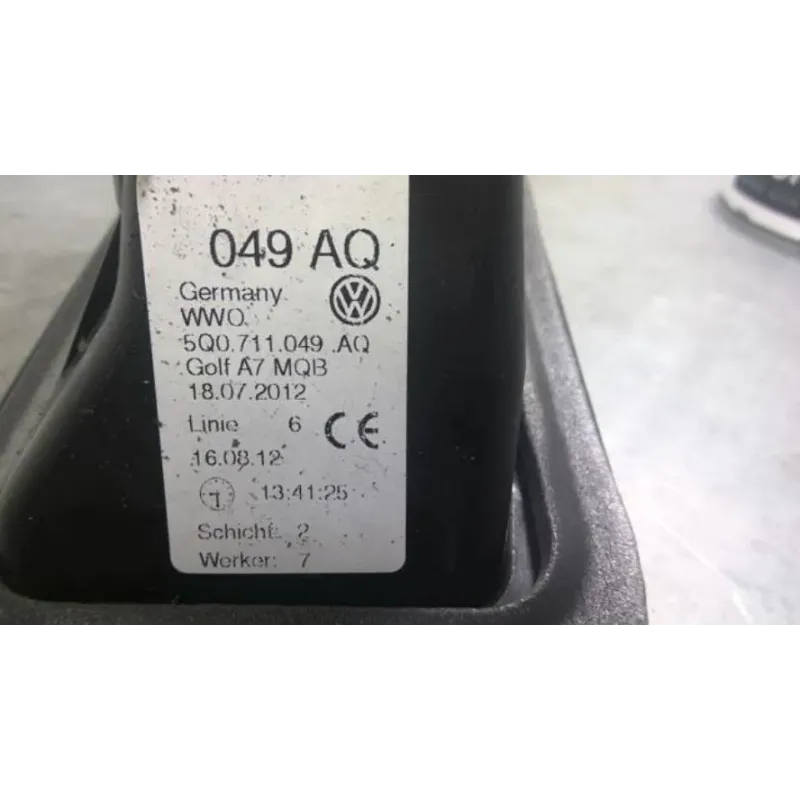 049 AQ
Germany
WWO.
5Q0.711.049 .AQ
Golf A7 MQB
18.07.2012
Linie 6 CE
16.08.12
13:41:25
Schicht: 2
Werker: 7